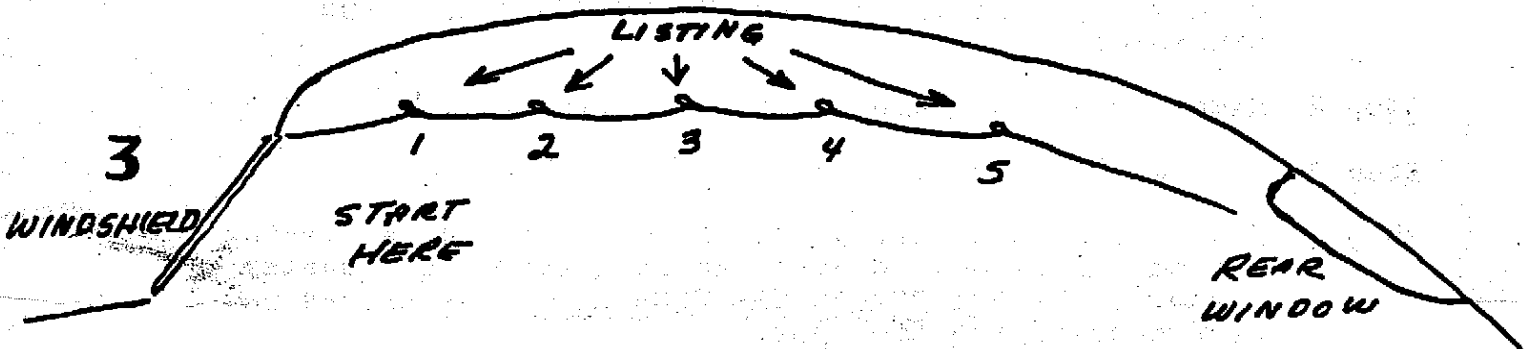 LISTING
1 2 3 4 5
3
WINDSHIELD
START
HERE
REAR
WINDOW